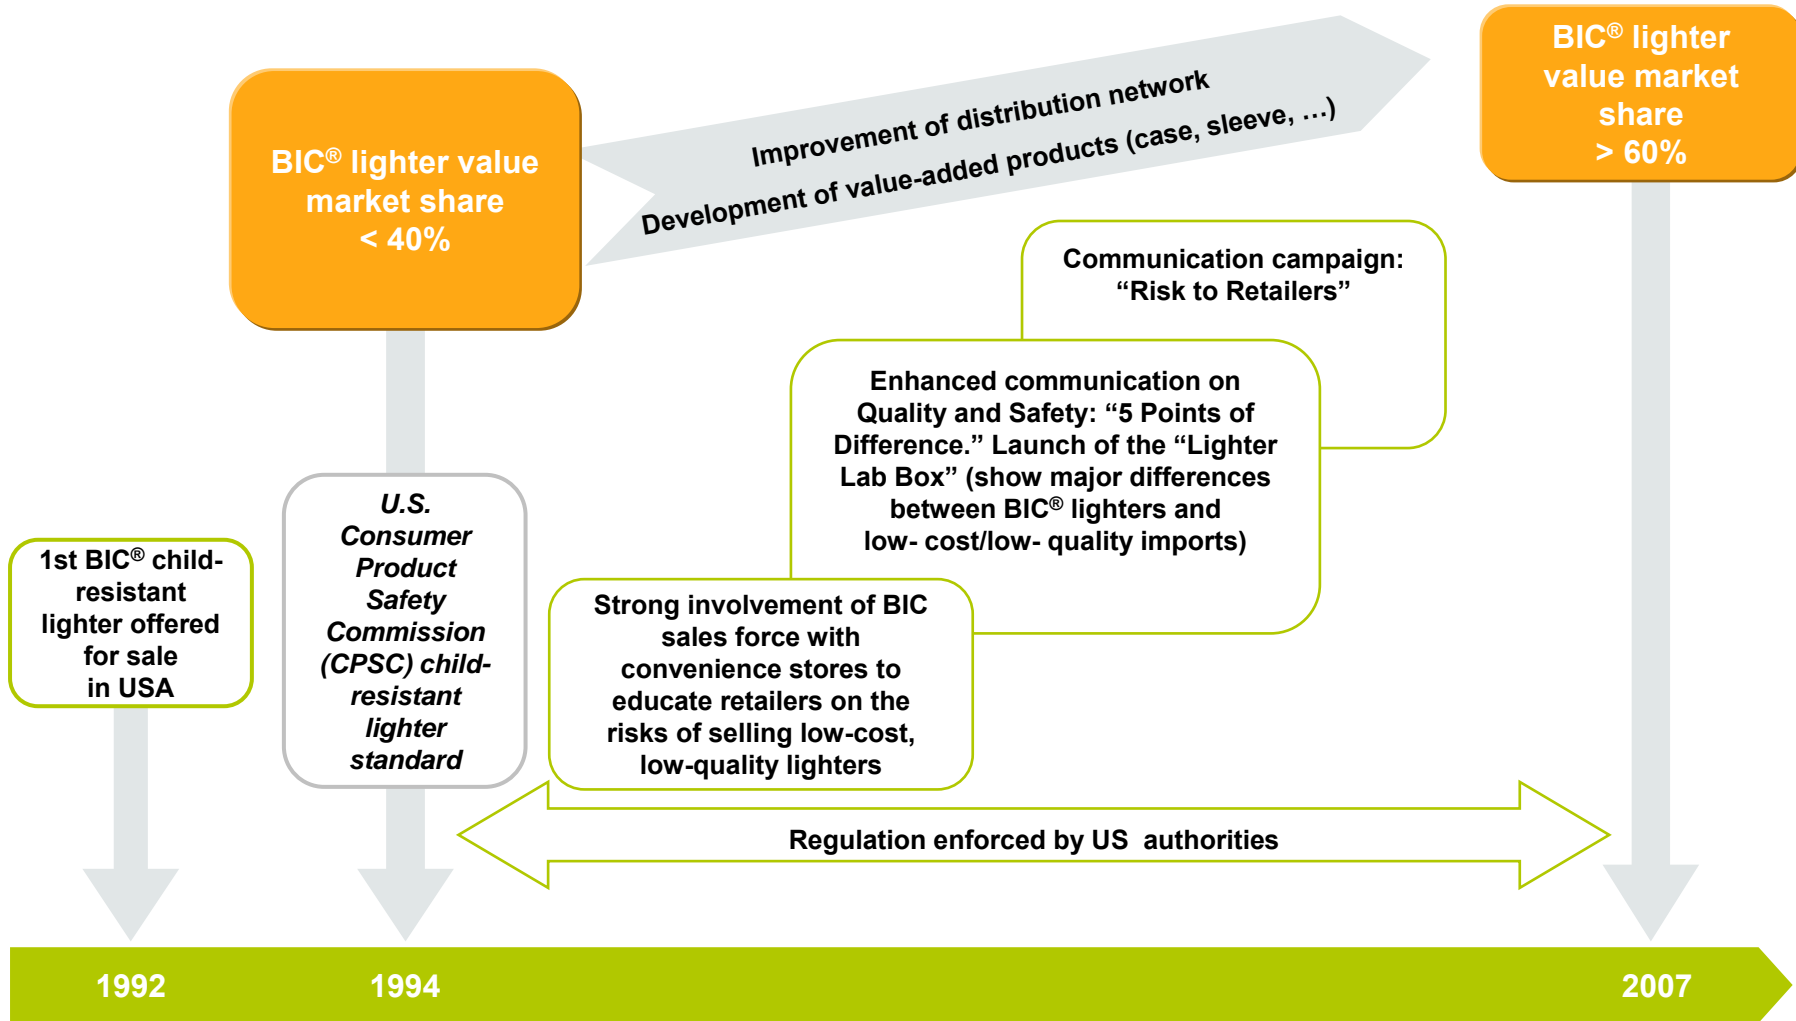 BIC® lighter value
market share
< 40%
Improvement of distribution network
Development of value-added products (case, sleeve, …)
BIC® lighter
value market
share
> 60%
Communication campaign:
“Risk to Retailers”
Enhanced communication on
Quality and Safety: “5 Points of
Difference.” Launch of the “Lighter
Lab Box” (show major differences
between BIC® lighters and
low- cost/low- quality imports)
Strong involvement of BIC
sales force with
convenience stores to
educate retailers on the
risks of selling low-cost,
low-quality lighters
U.S.
Consumer
Product
Safety
Commission
(CPSC) child-
resistant
lighter
standard
1st BIC® child-
resistant
lighter offered
for sale
in USA
Regulation enforced by US  authorities
1992
1994
2007